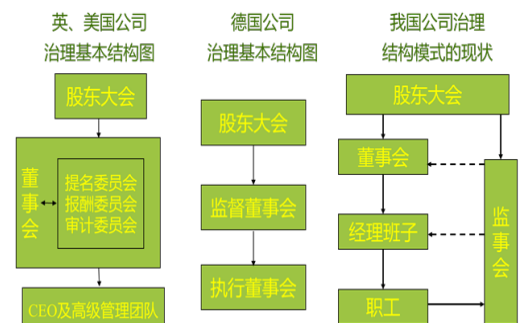 英、美国公司
治理基本结构图
股东大会
董事会
提名委员会
报酬委员会
审计委员会
CEO及高级管理团队
德国公司
治理基本结构图
股东大会
监督董事会
执行董事会
我国公司治理
结构模式的现状
股东大会
董事会
经理班子
职工
监事会